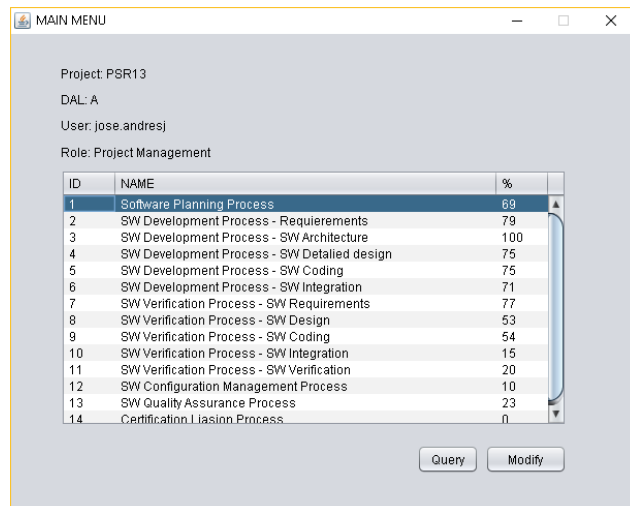 MAIN MENU
Project: PSR13
DAL: A
User: jose.andresj
Role: Project Management
ID NAME %
1 Software Planning Process 69
2 SW Development Process - Requierements 79
3 SW Development Process - SW Architecture 100
4 SW Development Process - SW Detalied design 75
5 SW Development Process - SW Coding 75
6 SW Development Process - SW Integration 71
7 SW Verification Process - SW Requirements 77
8 SW Verification Process - SW Design 53
9 SW Verification Process - SW Coding 54
10 SW Verification Process - SW Integration 15
11 SW Verification Process - SW Verification 20
12 SW Configuration Management Process 10
13 SW Quality Assurance Process 23
14 Certification Liasion Process 0
Query Modify